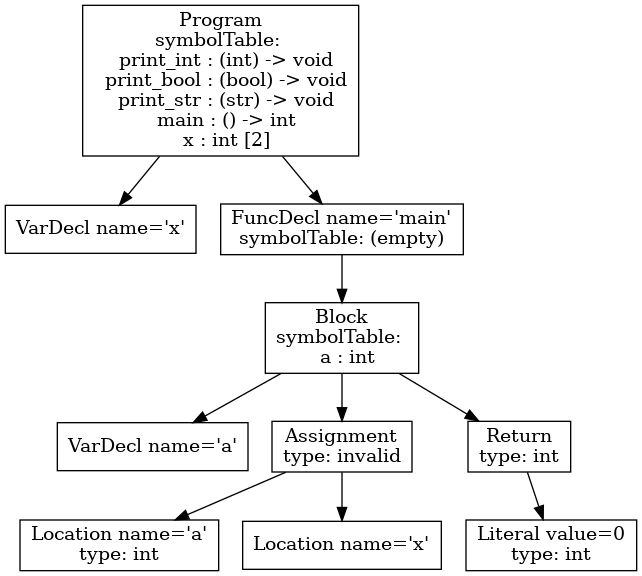 Program
symbolTable:
print_int : (int) -> void
print_bool : (bool) -> void
print_str : (str) -> void
main : () -> int
x : int [2]
VarDecl name='x'
FuncDecl name='main'
symbolTable: (empty)
Block
symbolTable:
a : int
VarDecl name='a'
Assignment
type: invalid
Return
type: int
Location name='a'
type: int
Location name='x'
Literal value=0
type: int